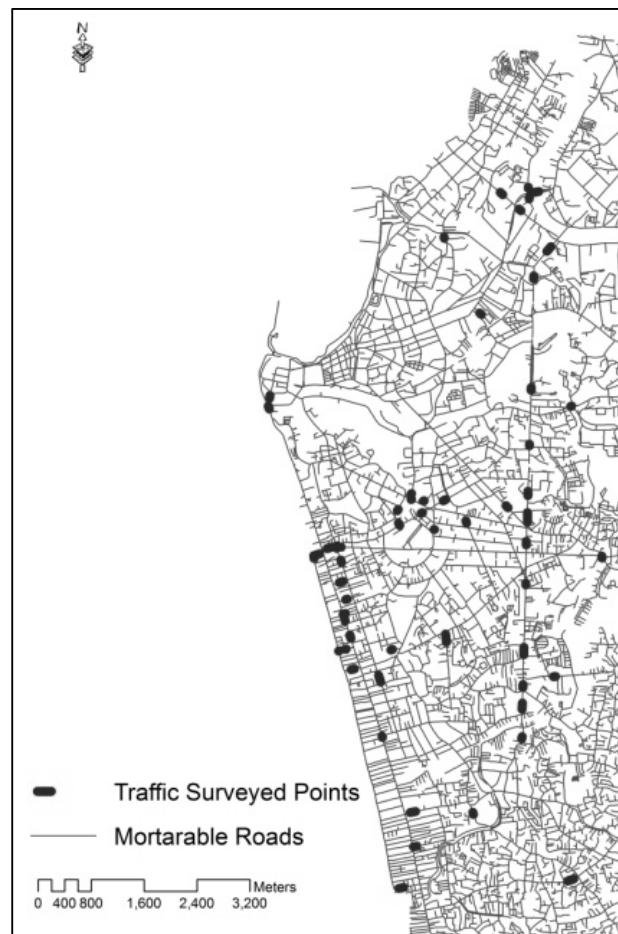 N
Traffic Surveyed Points
Mortarable Roads
Meters
0 400 800 1,600 2,400 3,200